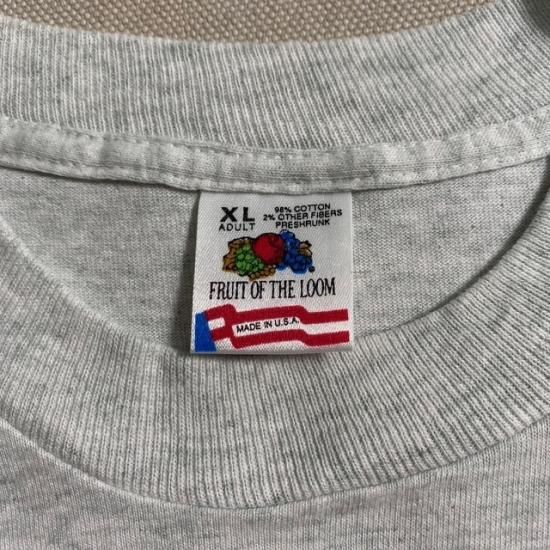 XL
ADULT
98% COTTON
2% OTHER FIBERS
PRESHRUNK
FRUIT OF THE LOOM
MADE IN U.S.A.